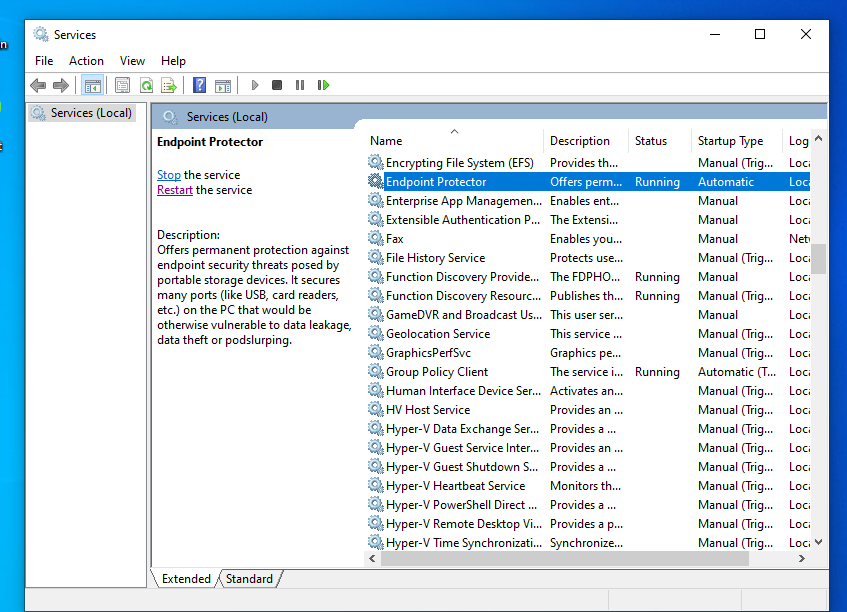 Services
File Action View Help
Services (Local)
Services (Local)
Endpoint Protector
Stop the service
Restart the service
Description:
Offers permanent protection against
endpoint security threats posed by
portable storage devices. It secures
many ports (like USB, card readers,
etc.) on the PC that would be
otherwise vulnerable to data leakage,
data theft or podslurping.
Name Description Status Startup Type Log
Encrypting File System (EFS) Provides th... Manual (Trig... Loca
Endpoint Protector Offers perm... Running Automatic Loca
Enterprise App Managemen... Enables ent... Manual Loca
Extensible Authentication P... The Extensi... Manual Loca
Fax Enables you... Manual Netv
File History Service Protects use... Manual (Trig... Loca
Function Discovery Provide... The FDPHO... Running Manual Loca
Function Discovery Resourc... Publishes th... Running Manual (Trig... Loca
GameDVR and Broadcast Us... This user ser... Manual Loca
Geolocation Service This service ... Manual (Trig... Loca
GraphicsPerfSvc Graphics pe... Manual (Trig... Loca
Group Policy Client The service i... Running Automatic (T... Loca
Human Interface Device Ser... Activates an... Manual (Trig... Loca
HV Host Service Provides an ... Manual (Trig... Loca
Hyper-V Data Exchange Ser... Provides a ... Manual (Trig... Loca
Hyper-V Guest Service Inter... Provides an ... Manual (Trig... Loca
Hyper-V Guest Shutdown S... Provides a ... Manual (Trig... Loca
Hyper-V Heartbeat Service Monitors th... Manual (Trig... Loca
Hyper-V PowerShell Direct ... Provides a ... Manual (Trig... Loca
Hyper-V Remote Desktop Vi... Provides a p... Manual (Trig... Loca
Hyper-V Time Synchronizati... Synchronize... Manual (Trig... Loca
Extended Standard